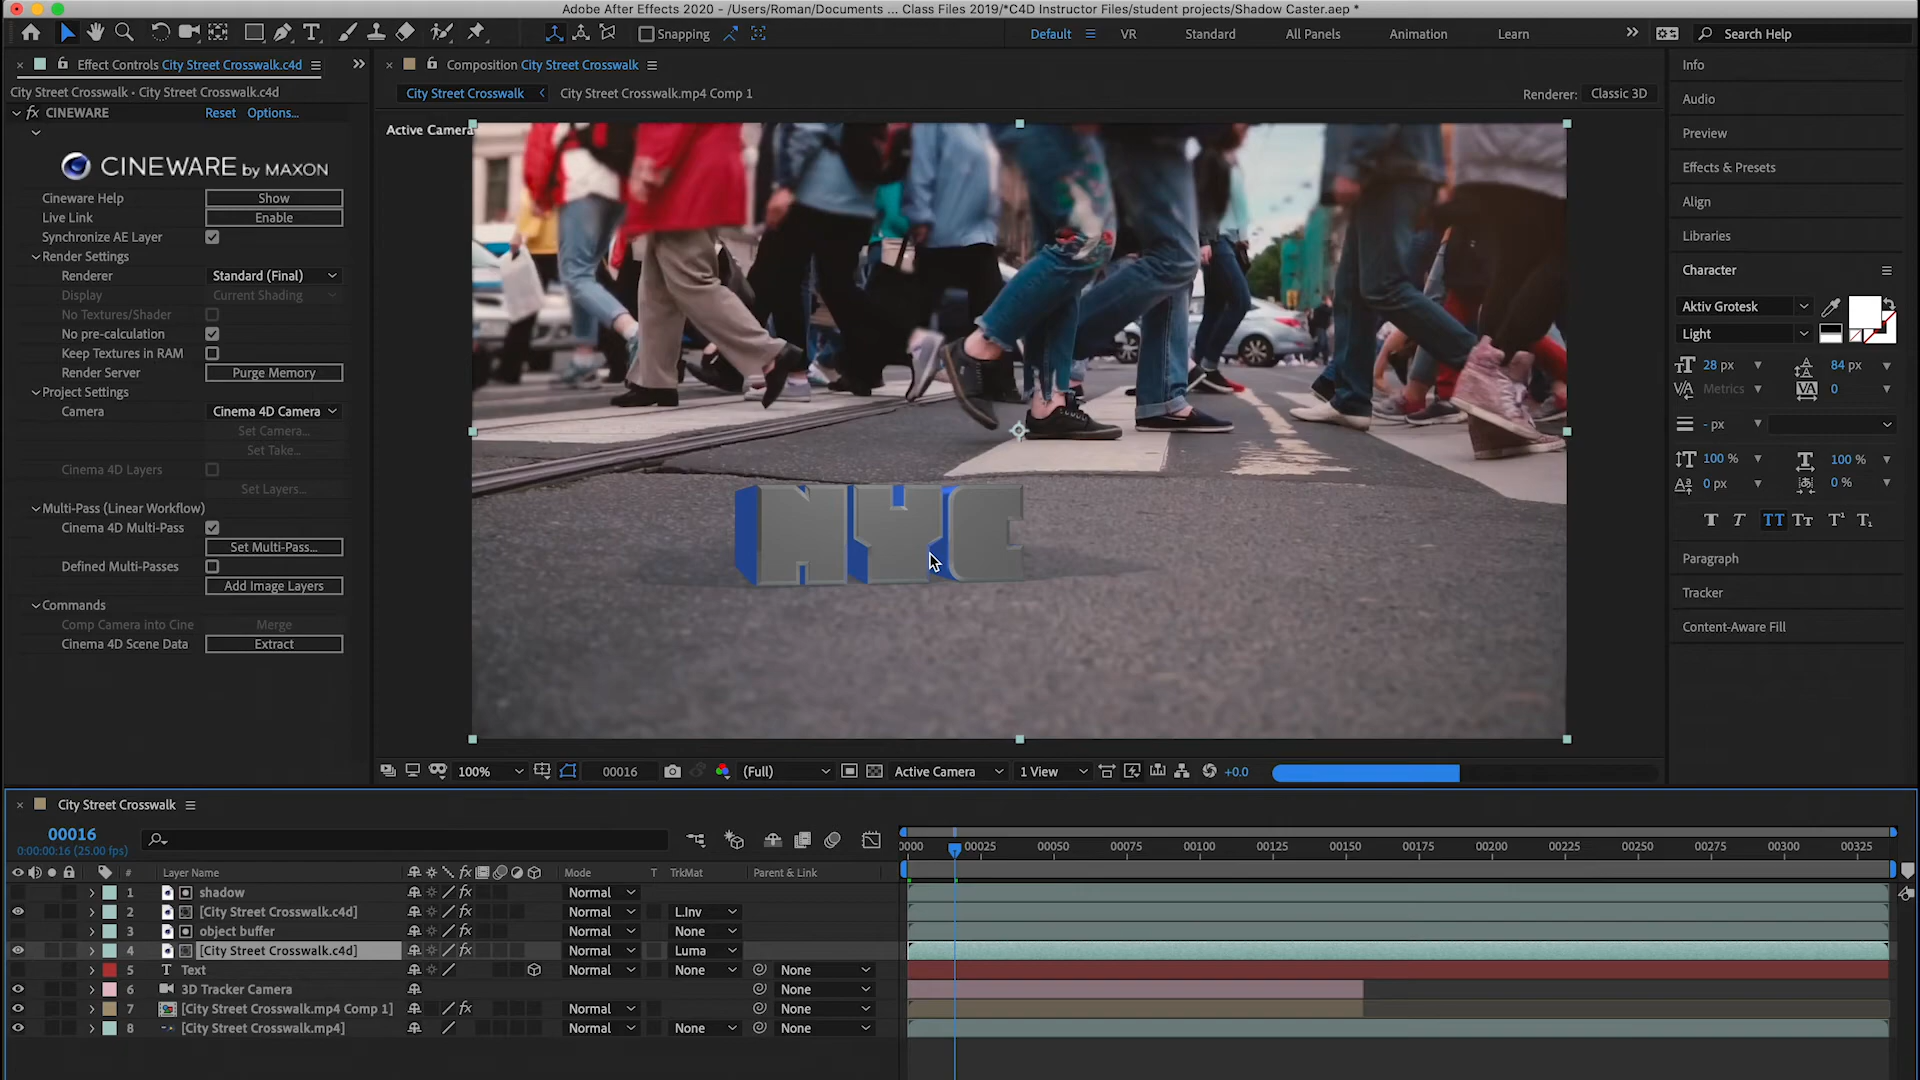 Adobe After Effects 2020 - /Users/Roman/Documents ... Class Files 2019/*C4D Instructor Files/student projects/Shadow Caster.aep *
Snapping
Default
VR
Standard
All Panels
Animation
Learn
Search Help
Effect Controls City Street Crosswalk.c4d
Composition City Street Crosswalk
City Street Crosswalk • City Street Crosswalk.c4d
City Street Crosswalk
City Street Crosswalk.mp4 Comp 1
Renderer: Classic 3D
fx CINEWARE
Reset
Options...
CINEWARE by MAXON
Cineware Help
Show
Live Link
Enable
Synchronize AE Layer
Render Settings
Renderer
Standard (Final)
Display
Current Shading
No Textures/Shader
No pre-calculation
Keep Textures in RAM
Render Server
Purge Memory
Project Settings
Camera
Cinema 4D Camera
Set Camera...
Set Take...
Cinema 4D Layers
Set Layers...
Multi-Pass (Linear Workflow)
Cinema 4D Multi-Pass
Set Multi-Pass...
Defined Multi-Passes
Add Image Layers
Commands
Comp Camera into Cine
Merge
Cinema 4D Scene Data
Extract
Active Camera
NYC
100%
00016
(Full)
Active Camera
1 View
+0.0
Info
Audio
Preview
Effects & Presets
Align
Libraries
Character
Aktiv Grotesk
Light
28 px
84 px
Metrics
0
- px
100 %
100 %
0 px
0 %
T T TT Tt T¹ T₁
Paragraph
Tracker
Content-Aware Fill
City Street Crosswalk
00016
0:00:00:16 (25.00 fps)
0000 00025 00050 00075 00100 00125 00150 00175 00200 00225 00250 00275 00300 00325
# Layer Name
fx
Mode T TrkMat Parent & Link
1 shadow fx Normal
2 [City Street Crosswalk.c4d] fx Normal L.Inv
3 object buffer fx Normal None
4 [City Street Crosswalk.c4d] fx Normal Luma
5 T Text Normal None None
6 3D Tracker Camera None
7 [City Street Crosswalk.mp4 Comp 1] fx Normal None
8 [City Street Crosswalk.mp4] Normal None None